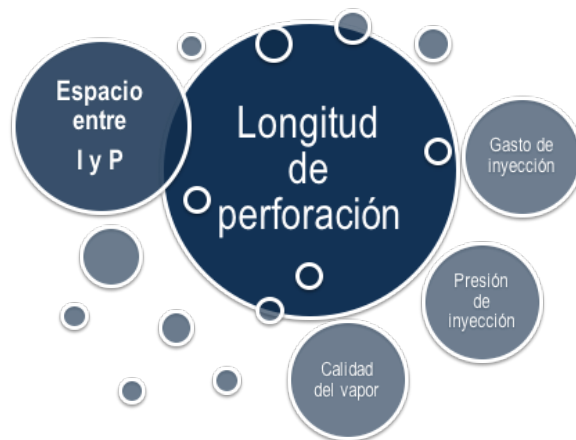 Espacio
entre
I y P
Longitud
de
perforación
Gasto de
inyección
Presión
de
inyección
Calidad
del vapor